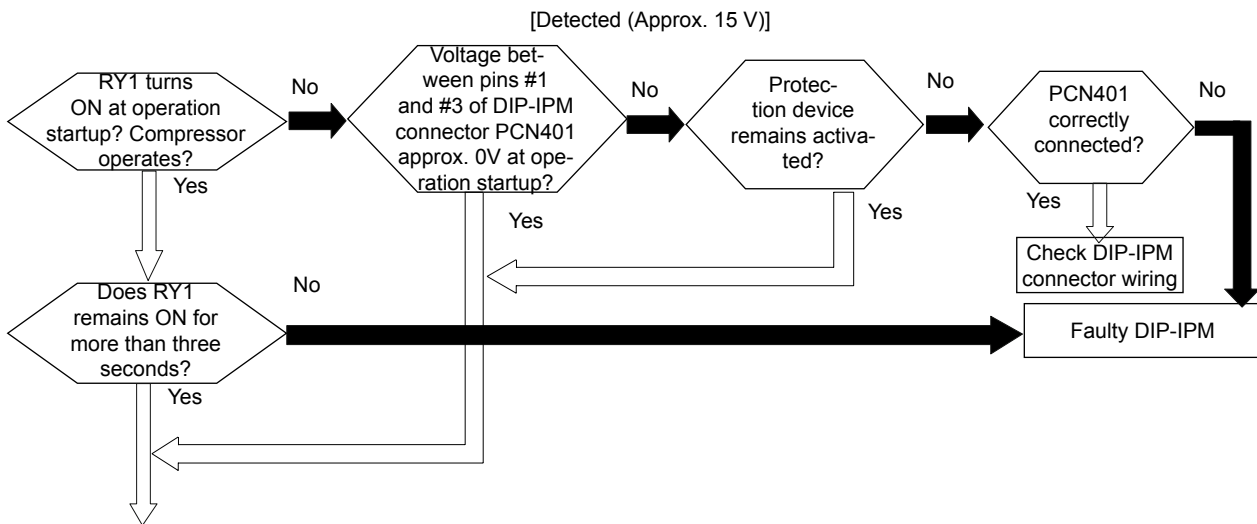 [Detected (Approx. 15 V)]
RY1 turns
ON at operation
startup? Compressor
operates?
No
Yes
Voltage bet-
ween pins #1
and #3 of DIP-IPM
connector PCN401
approx. 0V at ope-
ration startup?
No
Yes
Protec-
tion device
remains activa-
ted?
No
Yes
PCN401
correctly
connected?
No
Yes
Check DIP-IPM
connector wiring
Does RY1
remains ON for
more than three
seconds?
No
Yes
Faulty DIP-IPM